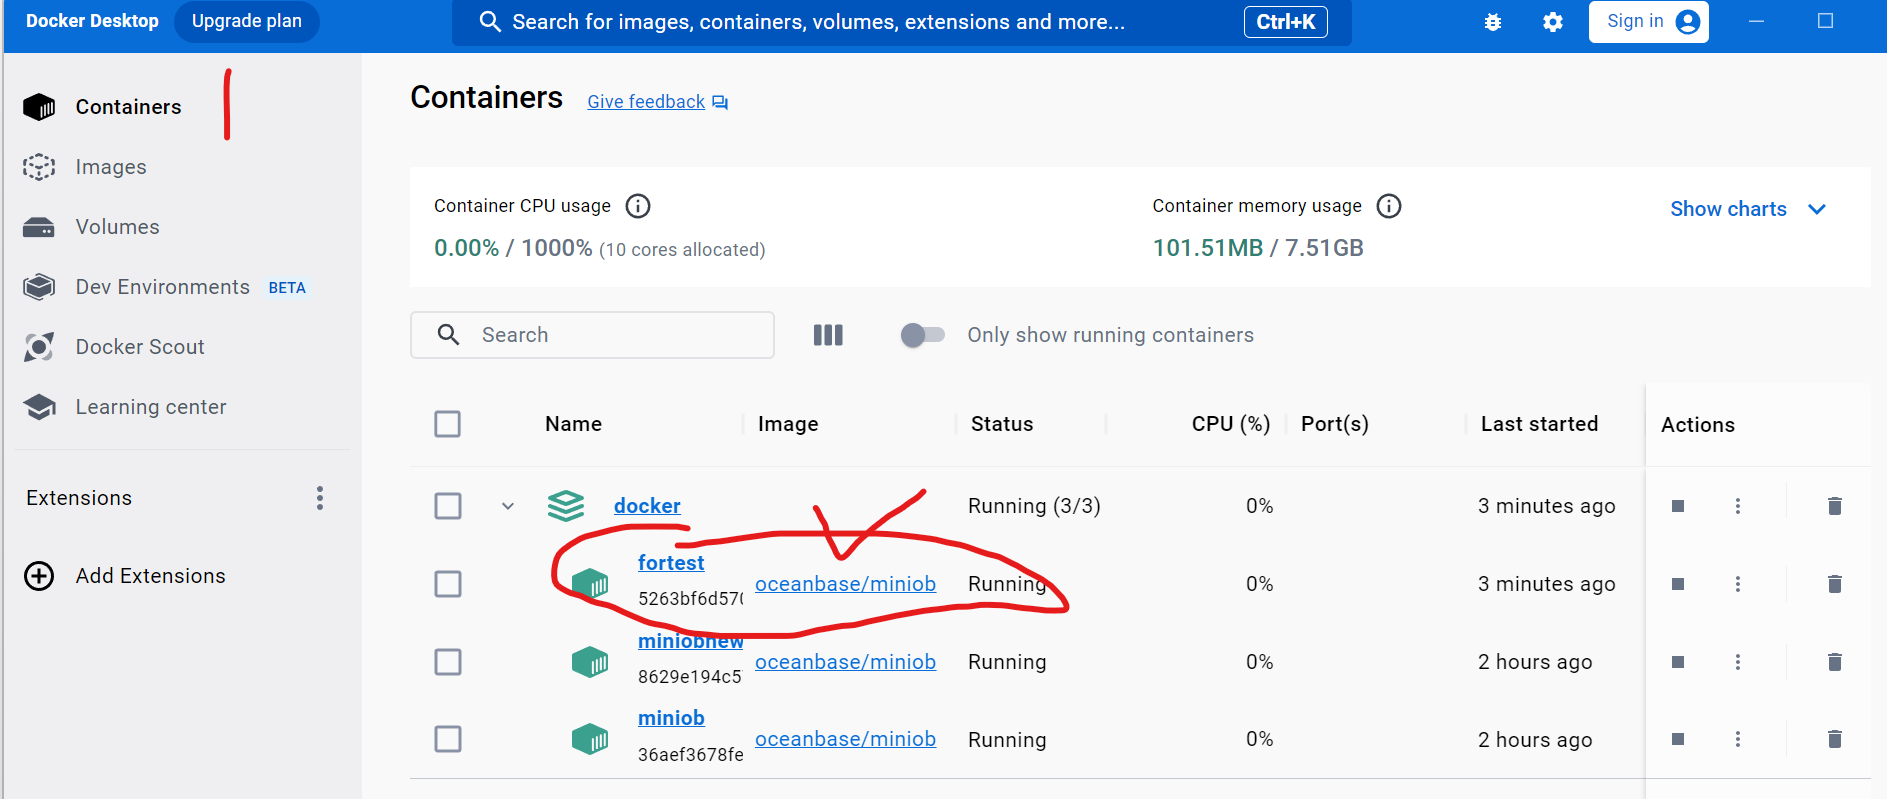 Docker Desktop Upgrade plan Search for images, containers, volumes, extensions and more... Ctrl+K Sign in
Containers
Images
Volumes
Dev Environments BETA
Docker Scout
Learning center
Extensions
Add Extensions
Containers Give feedback
Container CPU usage
0.00% / 1000% (10 cores allocated)
Container memory usage
101.51MB / 7.51GB
Show charts
Search
Only show running containers
Name Image Status CPU (%) Port(s) Last started Actions
docker Running (3/3) 0% 3 minutes ago
fortest
5263bf6d570 oceanbase/miniob Running 0% 3 minutes ago
miniobnew
8629e194c5 oceanbase/miniob Running 0% 2 hours ago
miniob
36aef3678fe oceanbase/miniob Running 0% 2 hours ago